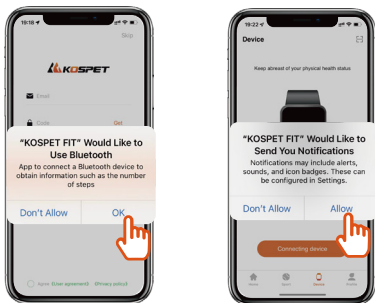 19:18
Skip
KOSPET
Email
Code
Get
"KOSPET FIT" Would Like to
Use Bluetooth
App to connect a Bluetooth device to
obtain information such as the number
of steps
Don't Allow
OK
Agree 《User agreement》 《Privacy policy》
19:22
Device
Keep abreast of your physical health status
"KOSPET FIT" Would Like to
Send You Notifications
Notifications may include alerts,
sounds, and icon badges. These can
be configured in Settings.
Don't Allow
Allow
Connecting device
Home
Sport
Device
Profile